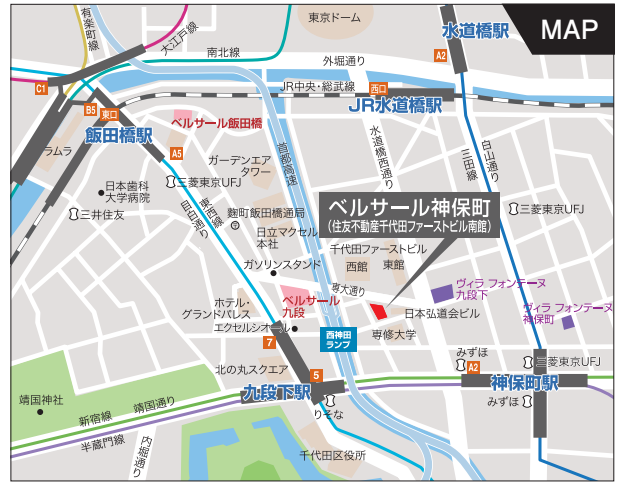 MAP
東京ドーム
水道橋駅
有楽町線
大江戸線
南北線
外堀通り
A2
C1
JR中央・総武線
西口
JR水道橋駅
B5
東口
飯田橋駅
ベルサール飯田橋
首都高速
水道橋西通り
白山通り
三田線
A5
ラムラ
ガーデンエア
タワー
三菱東京UFJ
日本歯科
大学病院
三井住友
東西線
目白通り
麴町飯田橋通局
日立マクセル
本社
ベルサール神保町
(住友不動産千代田ファーストビル南館)
三菱東京UFJ
千代田ファーストビル
西館
東館
ガソリンスタンド
専大通り
ヴィラ フォンテーヌ
九段下
ヴィラ フォンテーヌ
神保町
ホテル・
グランドパレス
ベルサール
九段
エクセルシオール
日本弘道会ビル
専修大学
西神田
ランプ
7
みずほ
A2
三菱東京UFJ
北の丸スクエア
5
九段下駅
神保町駅
みずほ
りそな
靖国神社
新宿線
靖国通り
半蔵門線
内堀通り
千代田区役所